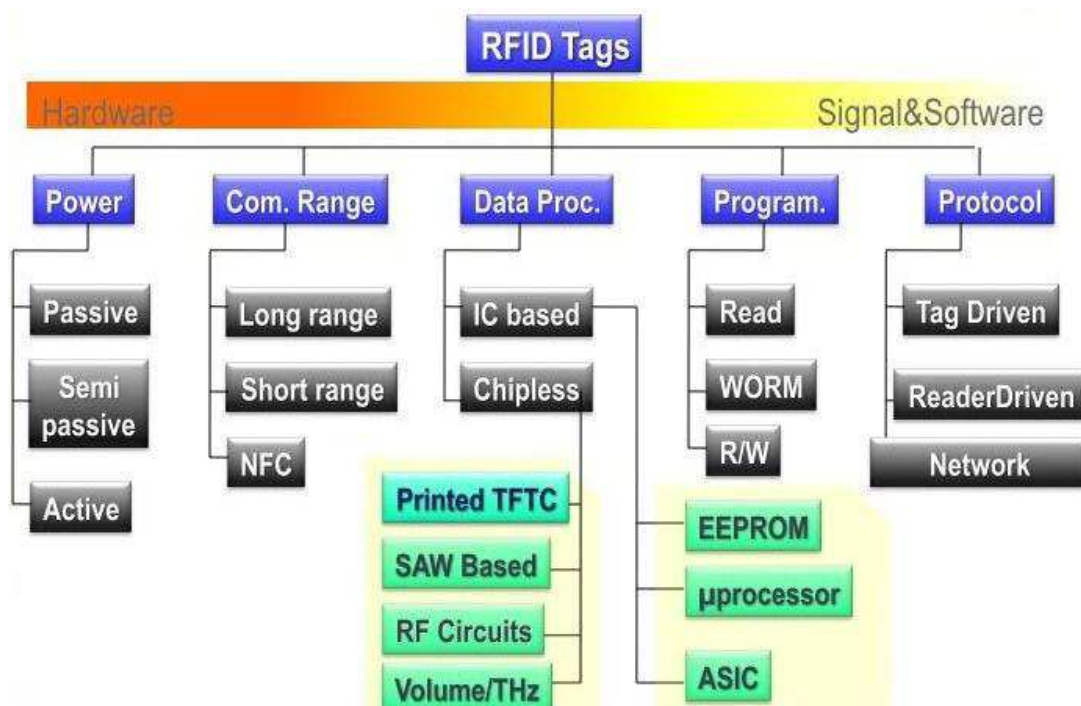 RFID Tags
Hardware
Signal&Software
Power
Com. Range
Data Proc.
Program.
Protocol
Passive
Semi
passive
Active
Long range
Short range
NFC
IC based
Chipless
Printed TFTC
SAW Based
RF Circuits
Volume/THz
EEPROM
µprocessor
ASIC
Read
WORM
R/W
Tag Driven
ReaderDriven
Network